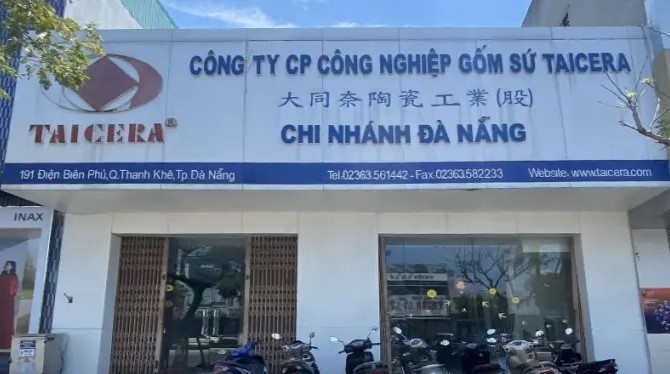 CÔNG TY CP CÔNG NGHIỆP GỐM SỨ TAICERA
大同奈陶瓷工業(股)
TAICERA®
CHI NHÁNH ĐÀ NẴNG
191 Điện Biên Phủ, Q.Thanh Khê,Tp.Đà Nẵng
Tel.02363.561442 - Fax.02363.582233
Website: www.taicera.com
INAX